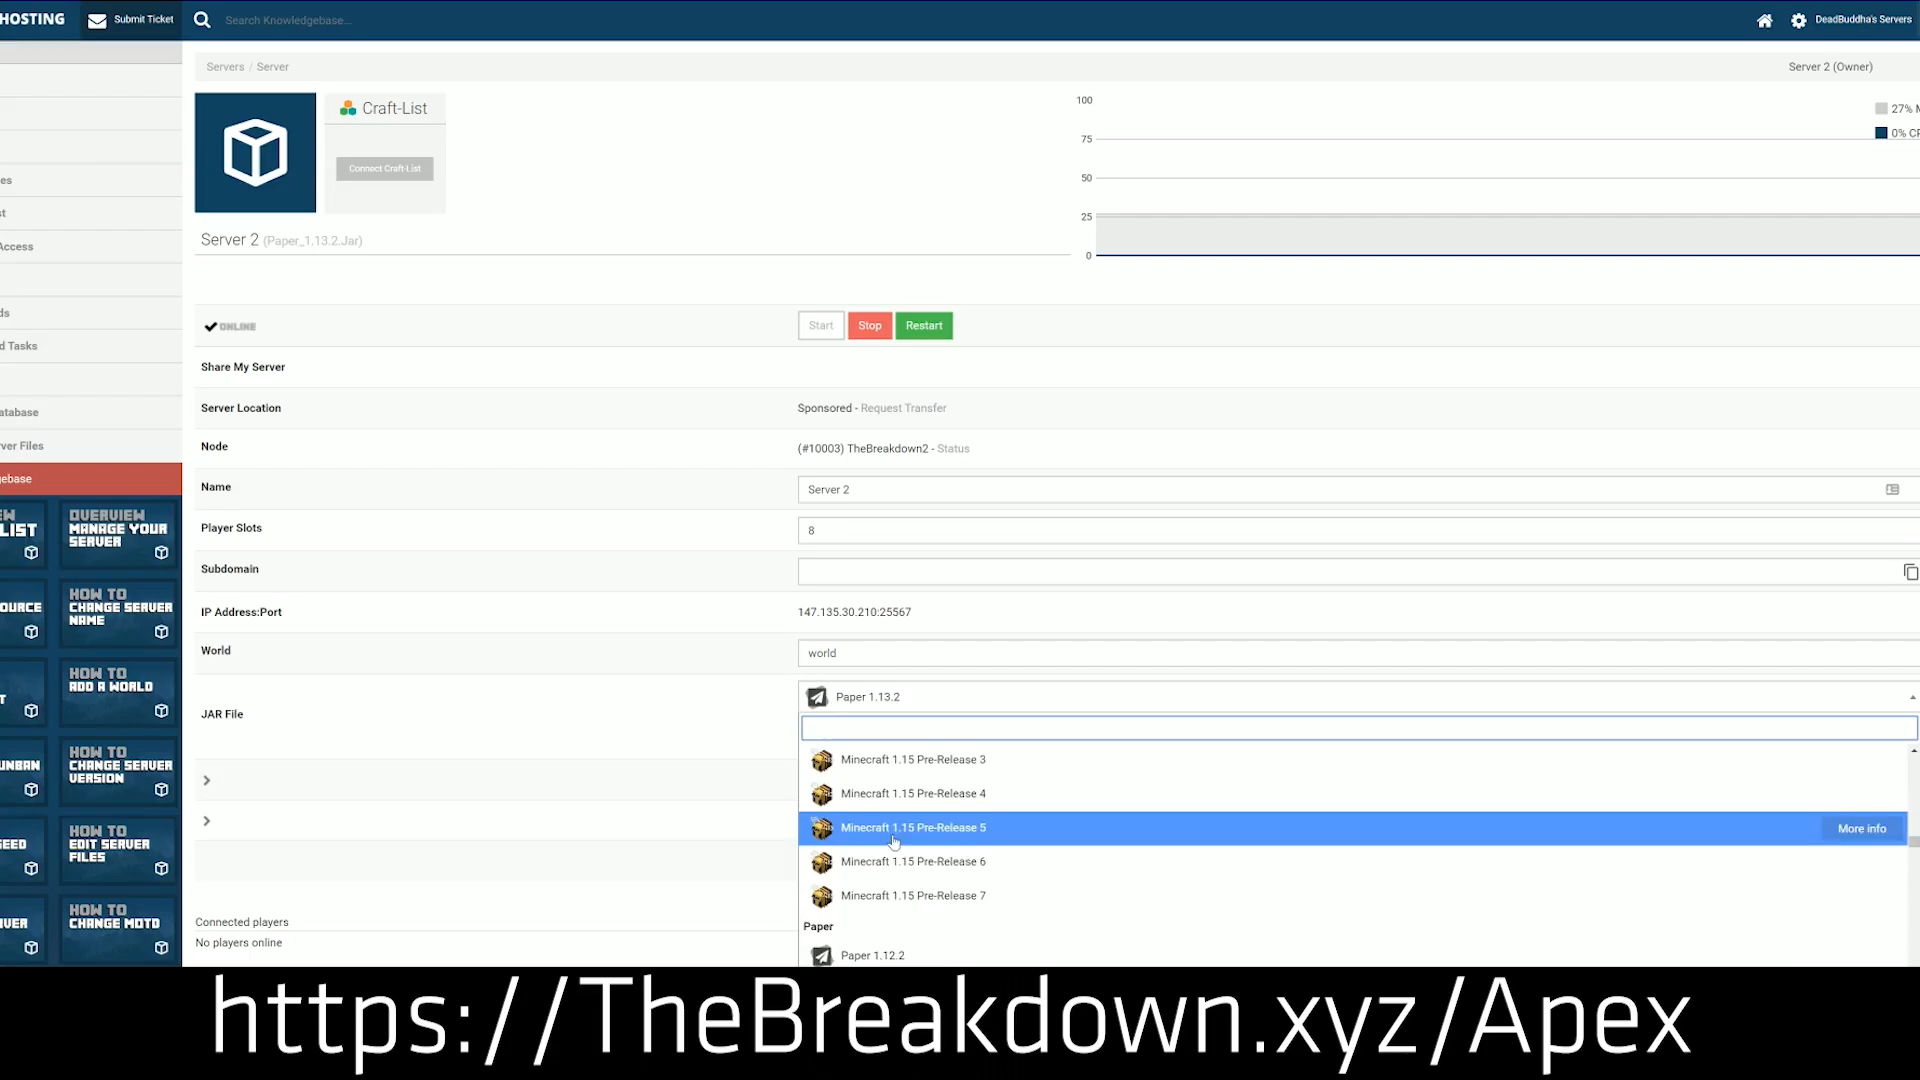 HOSTING
Submit Ticket
Search Knowledgebase...
DeadBuddha's Servers
Servers / Server
Server 2 (Owner)
Craft-List
Connect Craft-List
100
75
50
25
0
27% M
0% CP
Server 2 (Paper_1.13.2.Jar)
es
st
Access
ds
d Tasks
atabase
ver Files
gebase
ONLINE
Start
Stop
Restart
Share My Server
Server Location
Sponsored - Request Transfer
Node
(#10003) TheBreakdown2 - Status
Name
Server 2
Player Slots
8
Subdomain
IP Address:Port
147.135.30.210:25567
World
world
JAR File
Paper 1.13.2
Minecraft 1.15 Pre-Release 3
Minecraft 1.15 Pre-Release 4
Minecraft 1.15 Pre-Release 5
More info
Minecraft 1.15 Pre-Release 6
Minecraft 1.15 Pre-Release 7
Paper
Paper 1.12.2
Connected players
No players online
EW
LIST
OVERVIEW
MANAGE YOUR
SERVER
OURCE
HOW TO
CHANGE SERVER
NAME
T
HOW TO
ADD A WORLD
UNBAN
HOW TO
CHANGE SERVER
VERSION
SEED
HOW TO
EDIT SERVER
FILES
VER
HOW TO
CHANGE MOTD
https://TheBreakdown.xyz/Apex